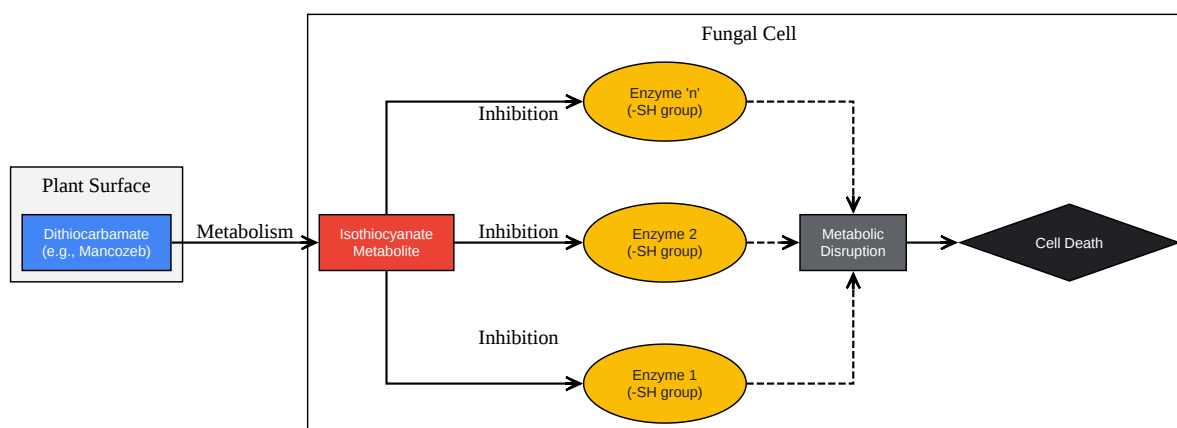 Fungal Cell
Enzyme 'n'
(-SH group)
Inhibition
Plant Surface
Dithiocarbamate
(e.g., Mancozeb)
Metabolism
Isothiocyanate
Metabolite
Inhibition
Enzyme 2
(-SH group)
Metabolic
Disruption
Cell Death
Inhibition
Enzyme 1
(-SH group)